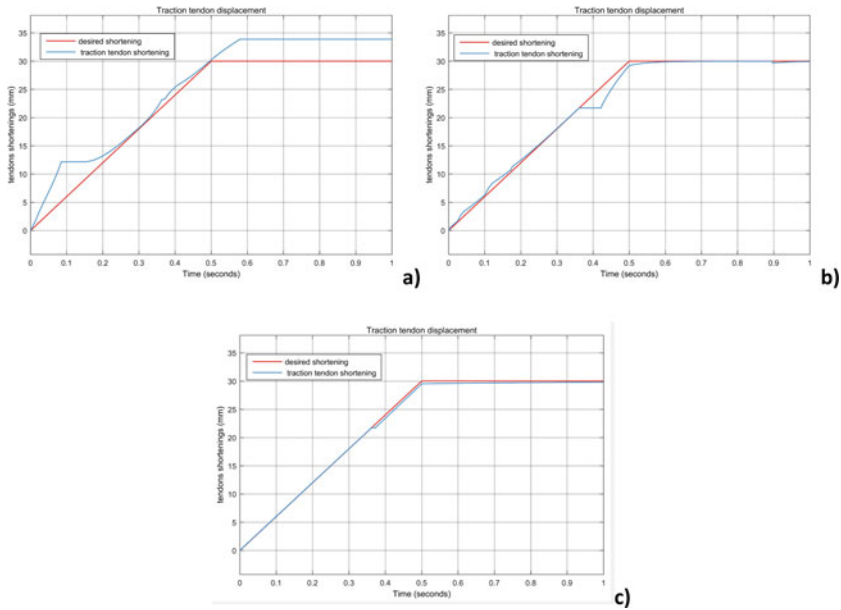 Traction tendon displacement
35
30
25
20
15
10
5
0
tendons shortenings (mm)
desired shortening
traction tendon shortening
0 0.1 0.2 0.3 0.4 0.5 0.6 0.7 0.8 0.9 1
Time (seconds)
a)
Traction tendon displacement
35
30
25
20
15
10
5
0
tendons shortenings (mm)
desired shortening
traction tendon shortening
0 0.1 0.2 0.3 0.4 0.5 0.6 0.7 0.8 0.9 1
Time (seconds)
b)
Traction tendon displacement
35
30
25
20
15
10
5
0
tendons shortenings (mm)
desired shortening
traction tendon shortening
0 0.1 0.2 0.3 0.4 0.5 0.6 0.7 0.8 0.9 1
Time (seconds)
c)